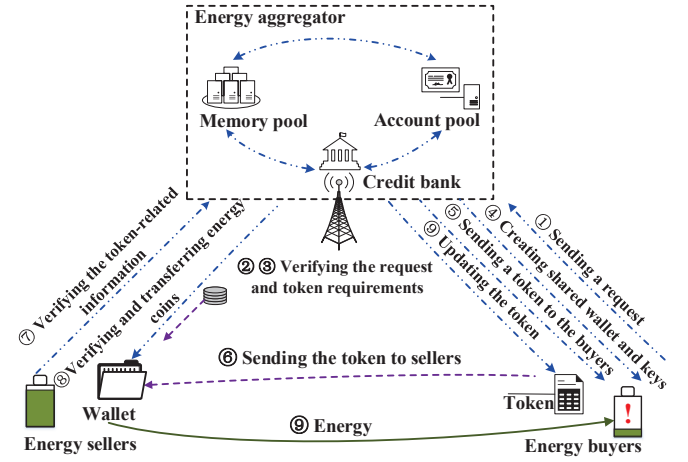 Energy aggregator
Memory pool
Account pool
Credit bank
① Sending a request
④ Creating shared wallet and keys
⑤ Sending a token to the buyers
⑨ Updating the token
② ③ Verifying the request
and token requirements
⑦ Verifying the token-related
information
⑧ Verifying and transferring energy
coins
⑥ Sending the token to sellers
Wallet
Token
⑨ Energy
Energy sellers
Energy buyers